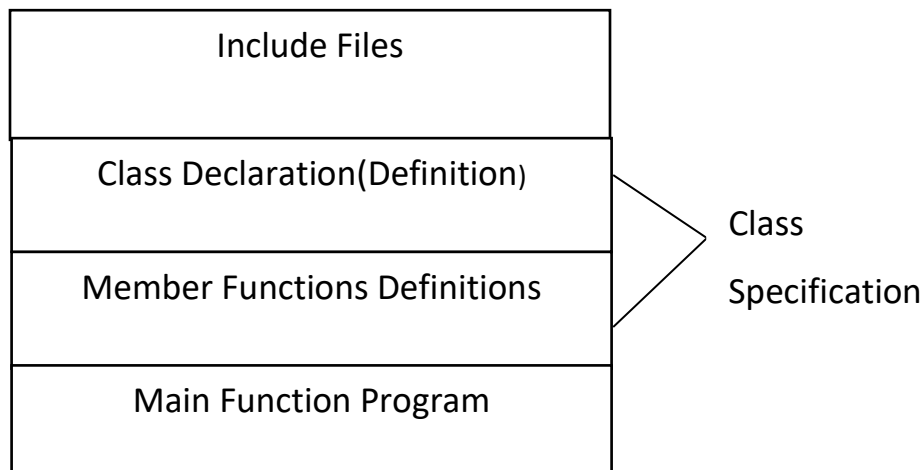 Include Files
Class Declaration(Definition)
Class
Member Functions Definitions
Specification
Main Function Program